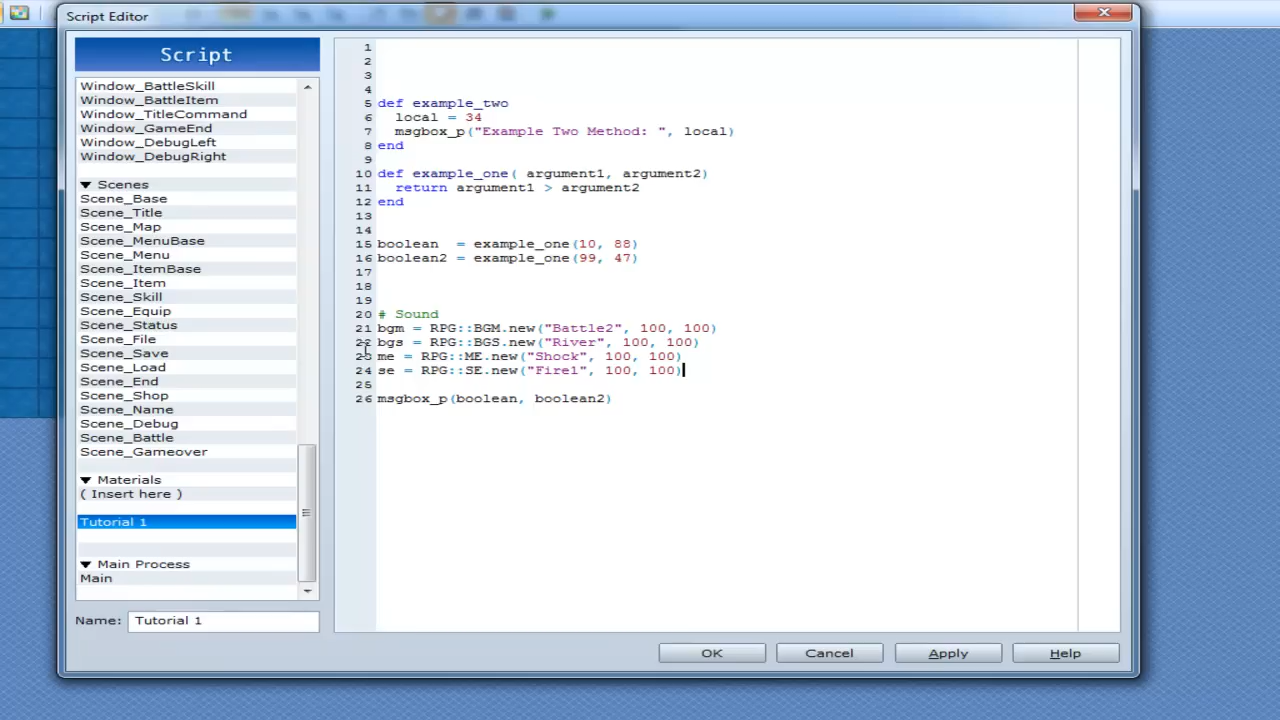 Script Editor
Script
Window_BattleSkill
Window_BattleItem
Window_TitleCommand
Window_GameEnd
Window_DebugLeft
Window_DebugRight
▼ Scenes
Scene_Base
Scene_Title
Scene_Map
Scene_MenuBase
Scene_Menu
Scene_ItemBase
Scene_Item
Scene_Skill
Scene_Equip
Scene_Status
Scene_File
Scene_Save
Scene_Load
Scene_End
Scene_Shop
Scene_Name
Scene_Debug
Scene_Battle
Scene_Gameover
▼ Materials
( Insert here )
Tutorial 1
▼ Main Process
Main
Name: Tutorial 1
1
2
3
4
5 def example_two
6 local = 34
7 msgbox_p("Example Two Method: ", local)
8 end
9
10 def example_one( argument1, argument2)
11 return argument1 > argument2
12 end
13
14
15 boolean = example_one(10, 88)
16 boolean2 = example_one(99, 47)
17
18
19
20 # Sound
21 bgm = RPG::BGM.new("Battle2", 100, 100)
22 bgs = RPG::BGS.new("River", 100, 100)
23 me = RPG::ME.new("Shock", 100, 100)
24 se = RPG::SE.new("Fire1", 100, 100)
25
26 msgbox_p(boolean, boolean2)
OK Cancel Apply Help